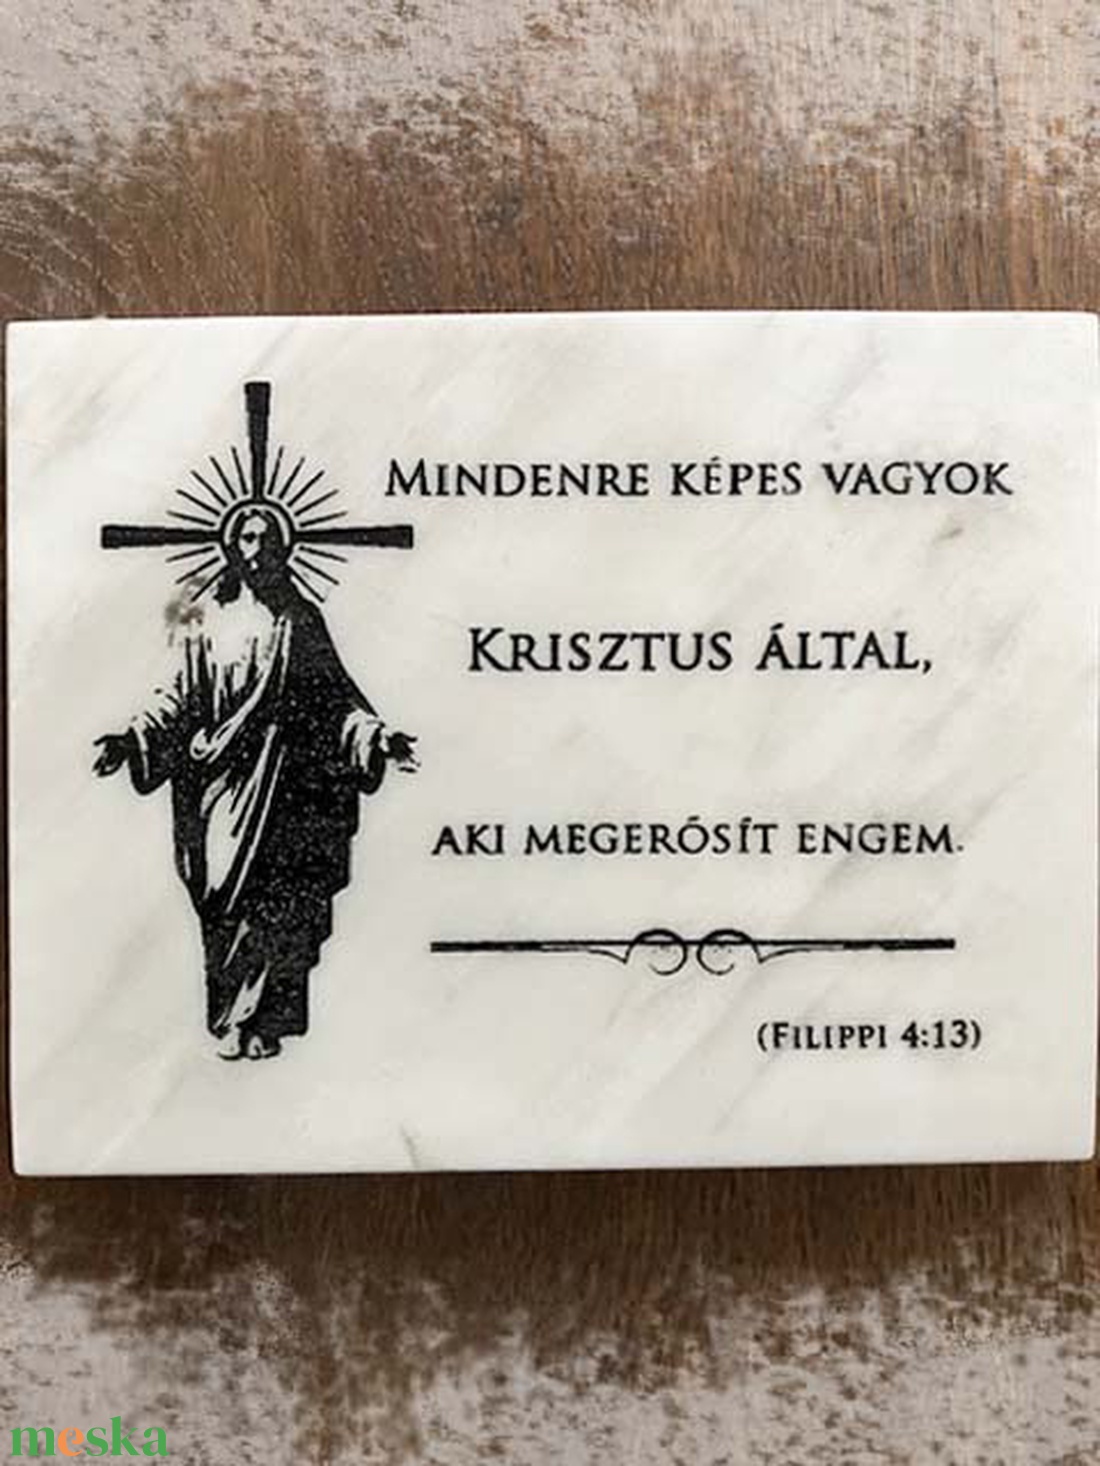 Mindenre képes vagyok
Krisztus által,
aki megerősít engem.
(Filippi 4:13)
meska